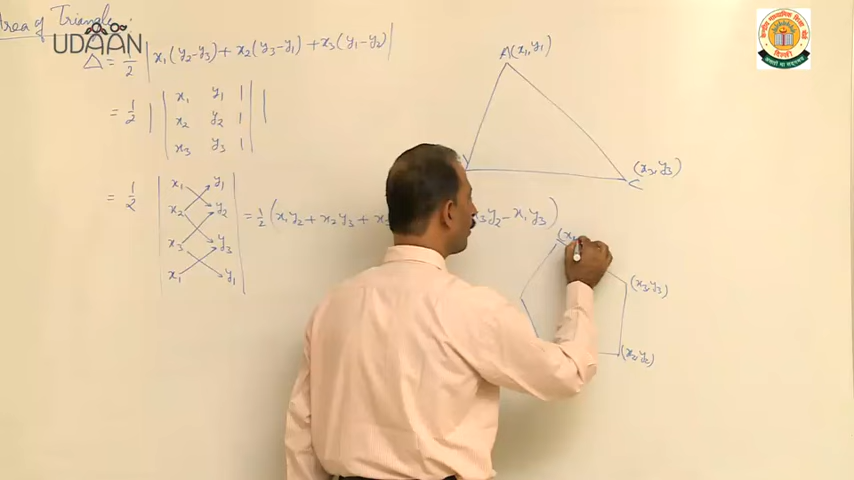 Area of Triangle:
UDAAN
Δ = 1/2 | x₁(y₂-y₃) + x₂(y₃-y₁) + x₃(y₁-y₂) |
= 1/2 | | x₁ y₁ 1 | |
x₂ y₂ 1
x₃ y₃ 1
= 1/2 | x₁ y₁ |
x₂ y₂
x₃ y₃
x₁ y₁
= 1/2 ( x₁y₂ + x₂y₃ + x₃y₂ - x₁y₃ )
A(x₁, y₁)
(x₃, y₃)
C
(x₃, y₃)
(x₂, y₂)